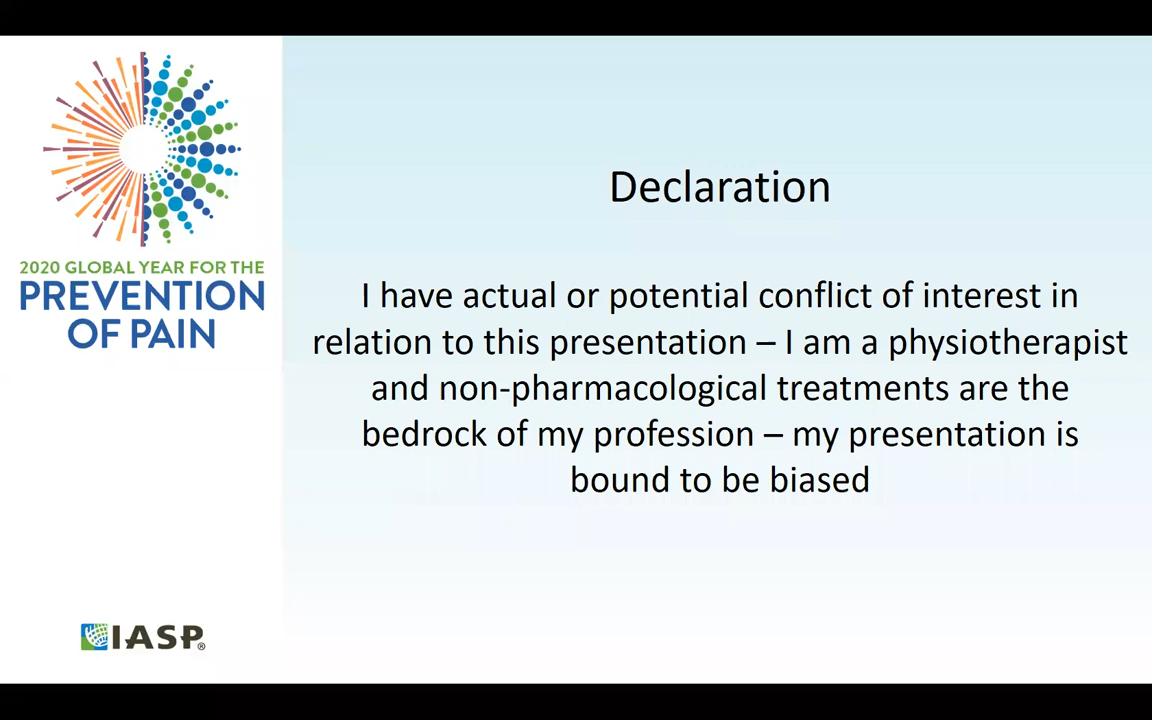 2020 GLOBAL YEAR FOR THE
PREVENTION
OF PAIN
Declaration
I have actual or potential conflict of interest in
relation to this presentation – I am a physiotherapist
and non-pharmacological treatments are the
bedrock of my profession – my presentation is
bound to be biased
IASP®